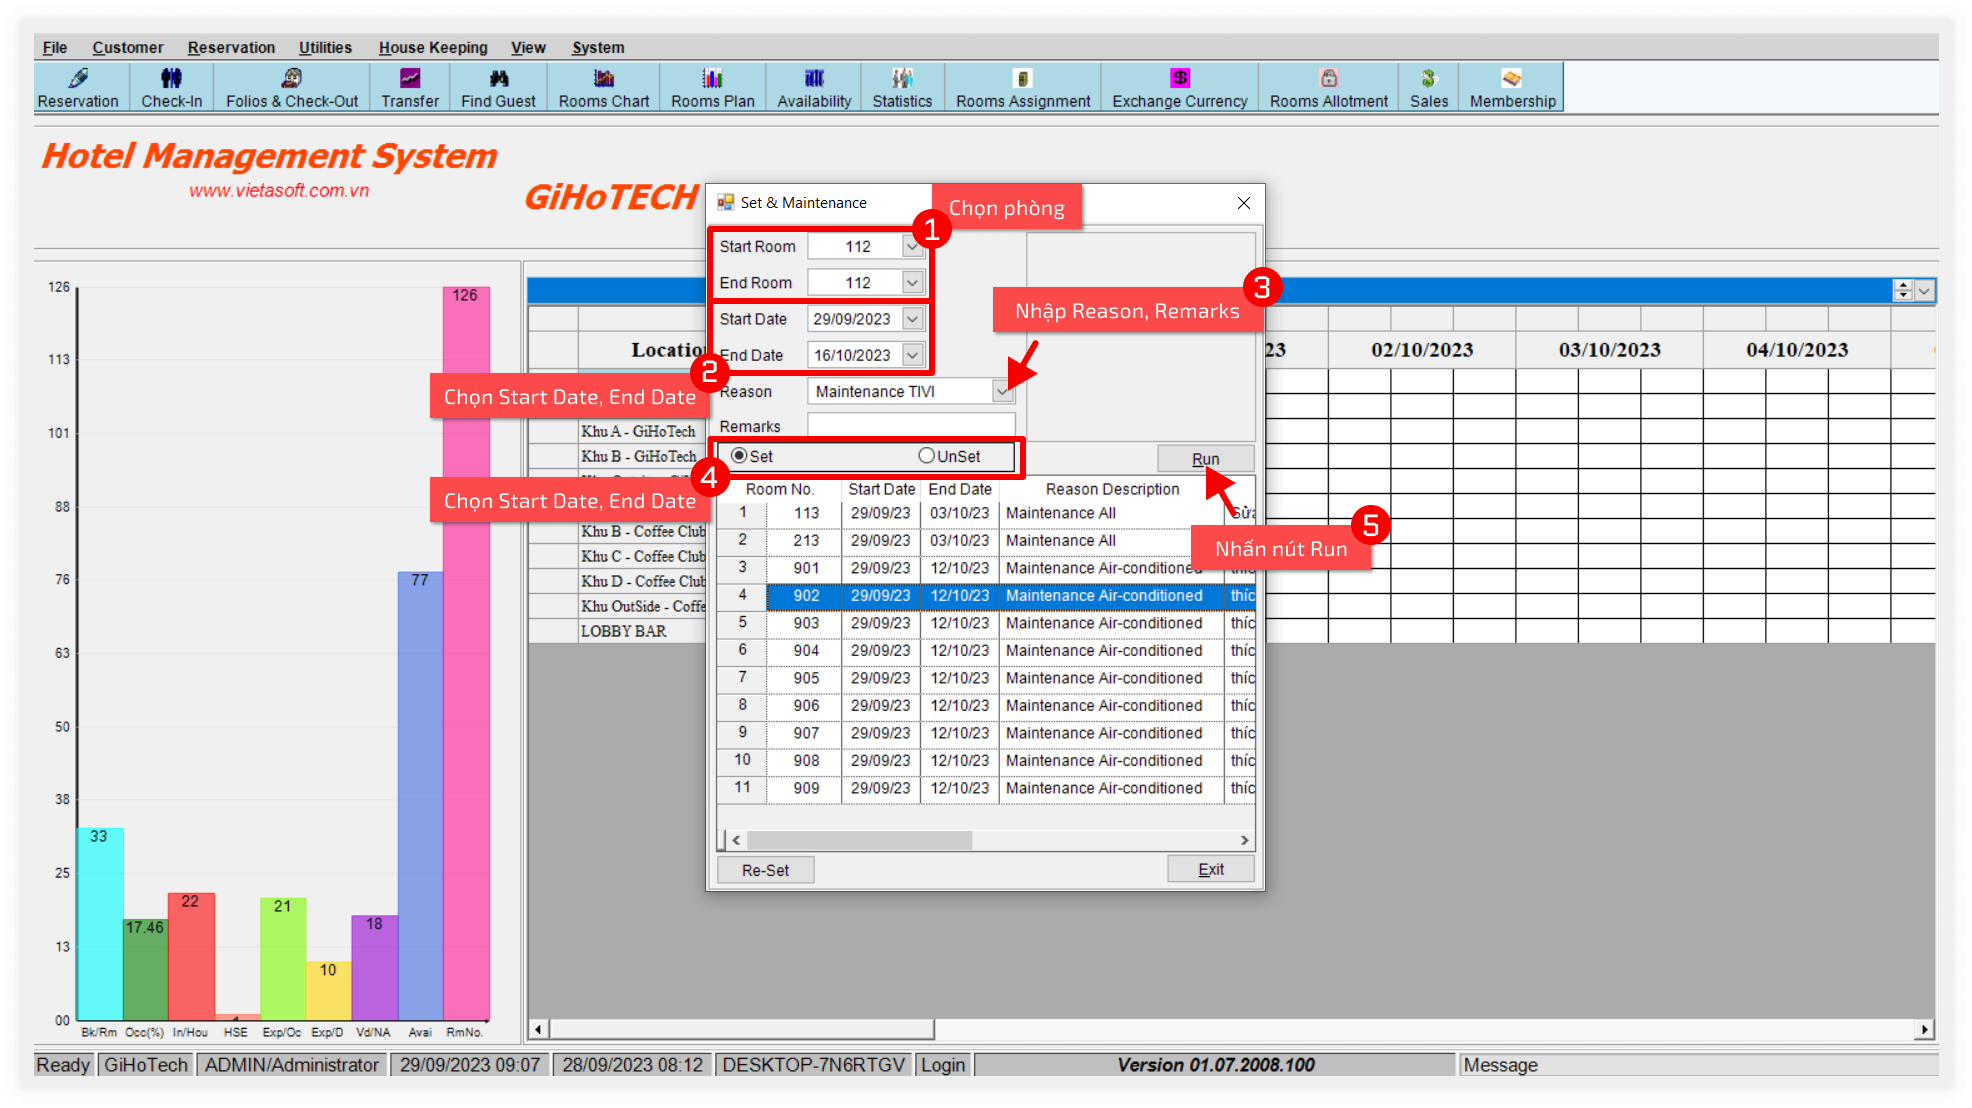 File Customer Reservation Utilities House Keeping View System
Reservation Check-In Folios & Check-Out Transfer Find Guest Rooms Chart Rooms Plan Availability Statistics Rooms Assignment Exchange Currency Rooms Allotment Sales Membership
Hotel Management System
www.vietasoft.com.vn
GiHoTECH
Set & Maintenance
Chọn phòng
1
Start Room 112
End Room 112
Start Date 29/09/2023
End Date 16/10/2023
3
Nhập Reason, Remarks
2
Chọn Start Date, End Date
Reason Maintenance TIVI
Remarks
Set UnSet
Run
4
Chọn Start Date, End Date
5
Nhấn nút Run
Room No. Start Date End Date Reason Description
1 113 29/09/23 03/10/23 Maintenance All
2 213 29/09/23 03/10/23 Maintenance All
3 901 29/09/23 12/10/23 Maintenance Air-conditioned
4 902 29/09/23 12/10/23 Maintenance Air-conditioned thíc
5 903 29/09/23 12/10/23 Maintenance Air-conditioned thíc
6 904 29/09/23 12/10/23 Maintenance Air-conditioned thíc
7 905 29/09/23 12/10/23 Maintenance Air-conditioned thíc
8 906 29/09/23 12/10/23 Maintenance Air-conditioned thíc
9 907 29/09/23 12/10/23 Maintenance Air-conditioned thíc
10 908 29/09/23 12/10/23 Maintenance Air-conditioned thíc
11 909 29/09/23 12/10/23 Maintenance Air-conditioned thíc
Re-Set Exit
23 02/10/2023 03/10/2023 04/10/2023
Khu A - GiHoTech
Khu B - GiHoTech
Khu B - Coffee Club
Khu C - Coffee Club
Khu D - Coffee Club
Khu OutSide - Coffe
LOBBY BAR
126
113
101
88
76
63
50
38
25
13
00
33
17.46
22
21
10
18
77
126
Bk/Rm Occ(%) In/Hou HSE Exp/Oc Exp/D Vd/NA Avai RmNo.
Ready GiHoTech ADMIN/Administrator 29/09/2023 09:07 28/09/2023 08:12 DESKTOP-7N6RTGV Login Version 01.07.2008.100 Message